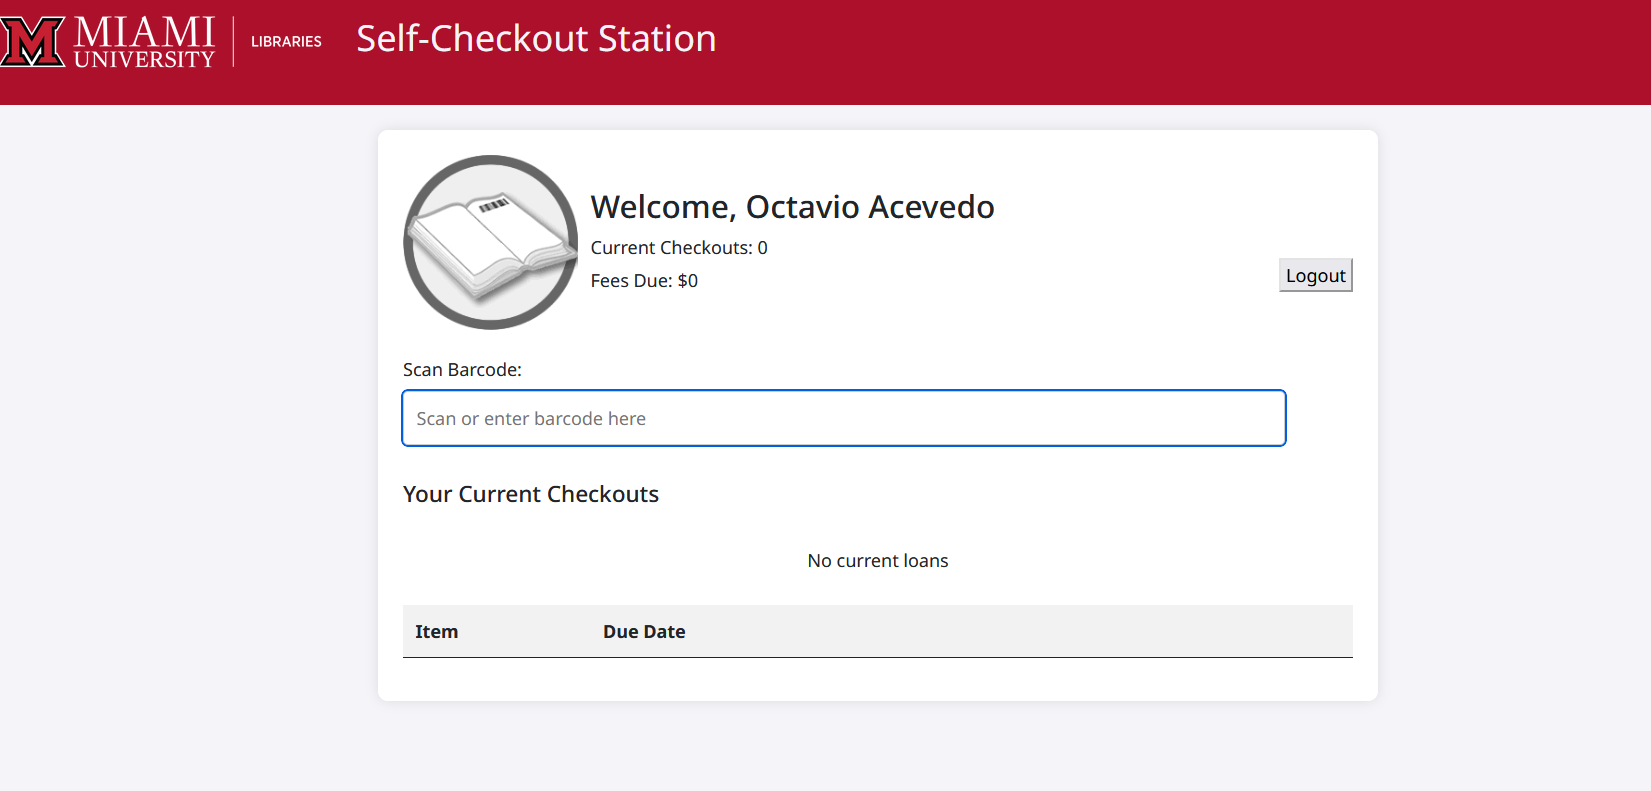 MIAMI
UNIVERSITY
LIBRARIES
Self-Checkout Station
Welcome, Octavio Acevedo
Current Checkouts: 0
Fees Due: $0
Logout
Scan Barcode:
Scan or enter barcode here
Your Current Checkouts
No current loans
Item Due Date